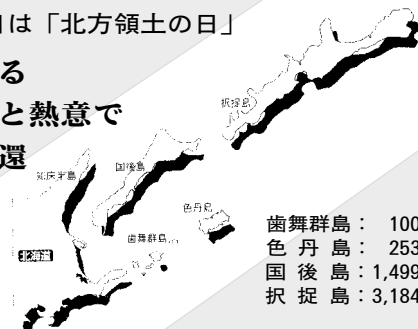 は「北方領土の日」
る
と熱意で
還
択捉島
国後島
知床半島
色丹島
歯舞群島
北海道
歯舞群島： 100
色丹島： 253
国後島：1,499
択捉島：3,184